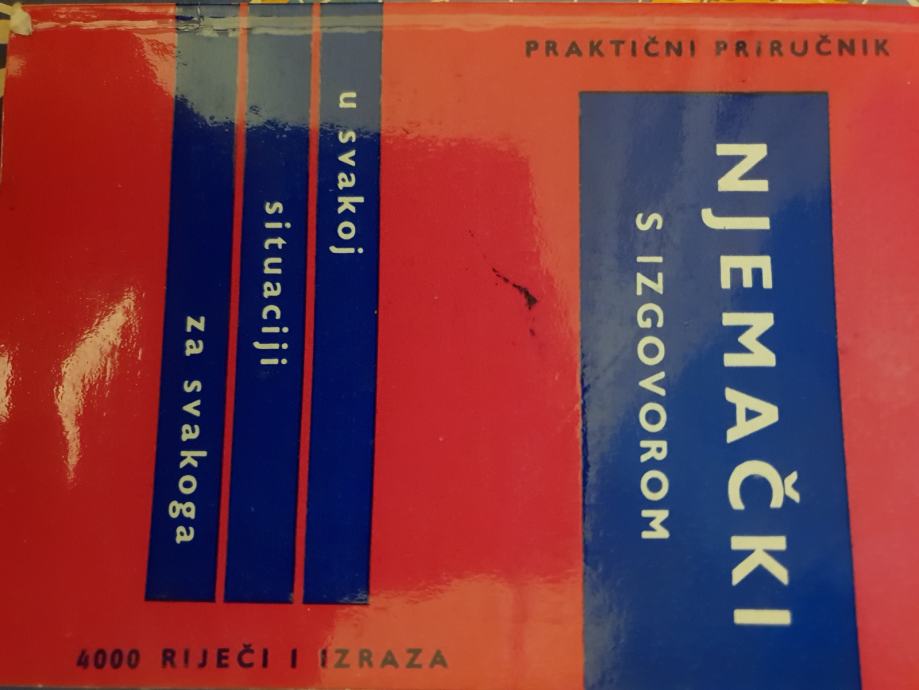 PRAKTIČNI PRIRUČNIK
NJEMAČKI
S IZGOVOROM
u svakoj
situaciji
za svakoga
4000 RIJEČI I IZRAZA